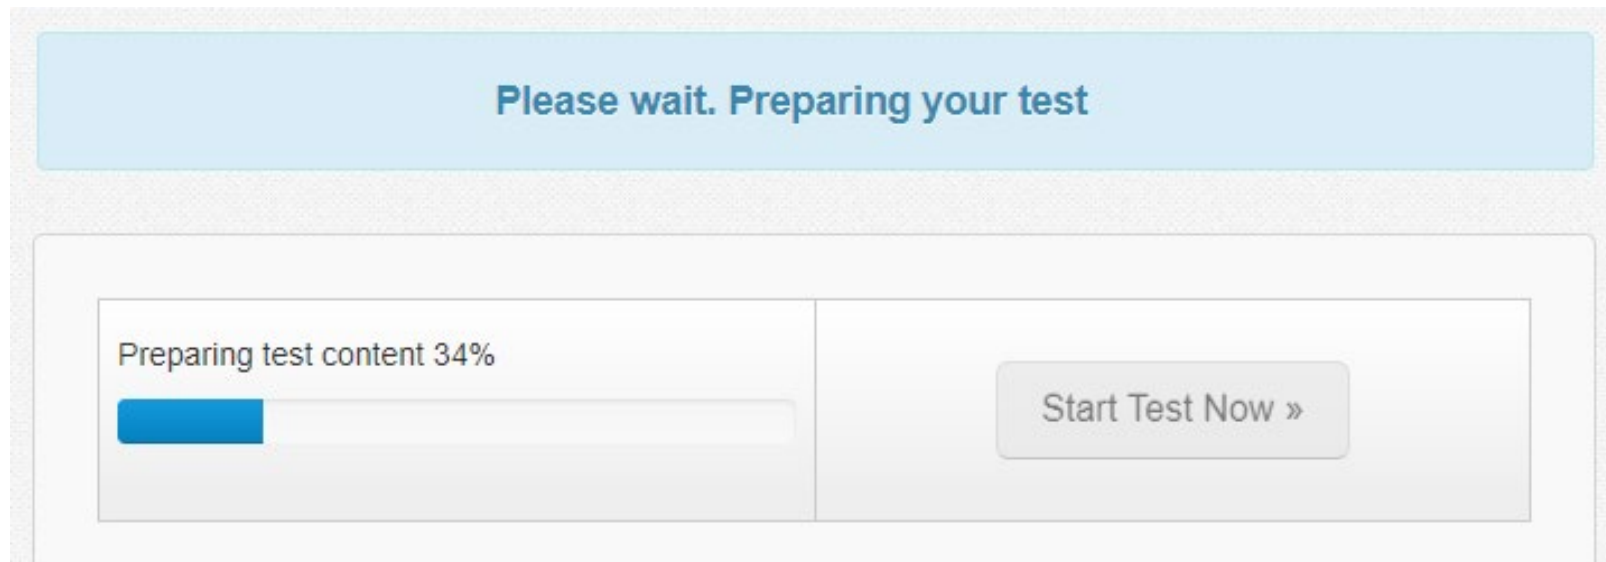 Please wait. Preparing your test
Preparing test content 34%
Start Test Now »